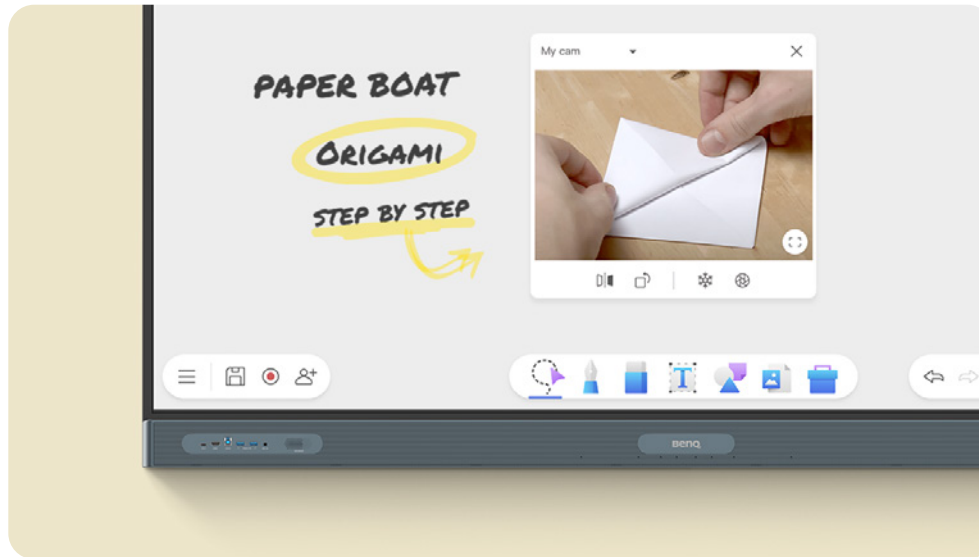 PAPER BOAT
ORIGAMI
STEP BY STEP
My cam
T
BenQ